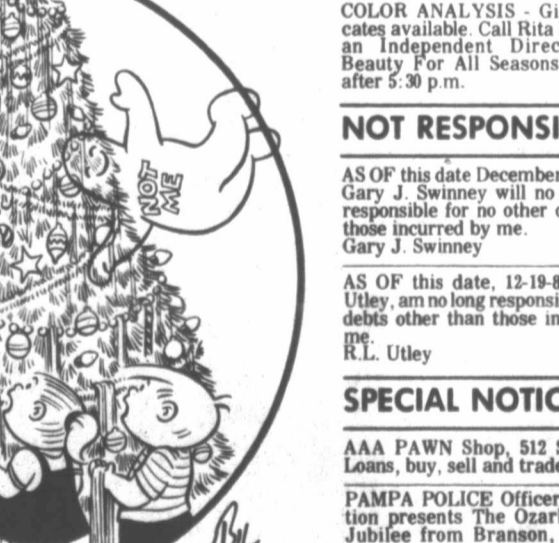 NOT
ME
COLOR ANALYSIS - Gi
cates available. Call Rita
an Independent Direc
Beauty For All Seasons
after 5:30 p.m.
NOT RESPONSI
AS OF this date December
Gary J. Swinney will no
responsible for no other
those incurred by me.
Gary J. Swinney
AS OF this date, 12-19-8
Utley, am no long responsi
debts other than those in
me.
R.L. Utley
SPECIAL NOTIC
AAA PAWN Shop, 512 S
Loans, buy, sell and trade
PAMPA POLICE Officer
tion presents The Ozar
Jubilee from Branson,